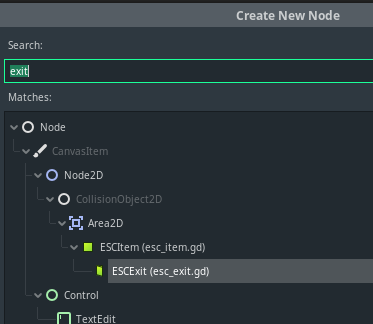 Create New Node
Search:
exit
Matches:
Node
CanvasItem
Node2D
CollisionObject2D
Area2D
ESCItem (esc_item.gd)
ESCExit (esc_exit.gd)
Control
TextEdit